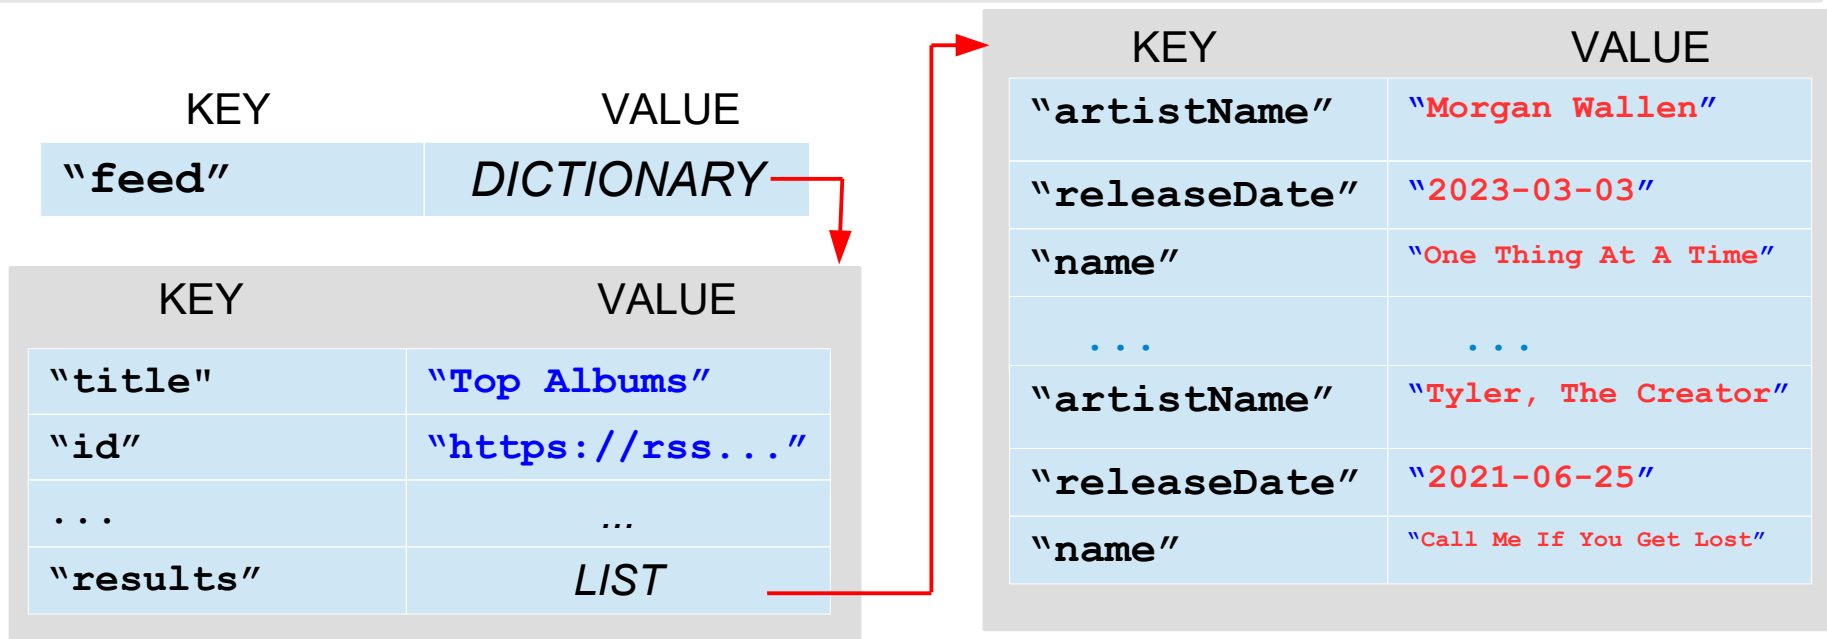 KEY VALUE
“feed” DICTIONARY
KEY VALUE
“title" “Top Albums”
“id” “https://rss...”
... ...
“results” LIST
KEY VALUE
“artistName” “Morgan Wallen”
“releaseDate” “2023-03-03”
“name” “One Thing At A Time”
... ...
“artistName” “Tyler, The Creator”
“releaseDate” “2021-06-25”
“name” “Call Me If You Get Lost”